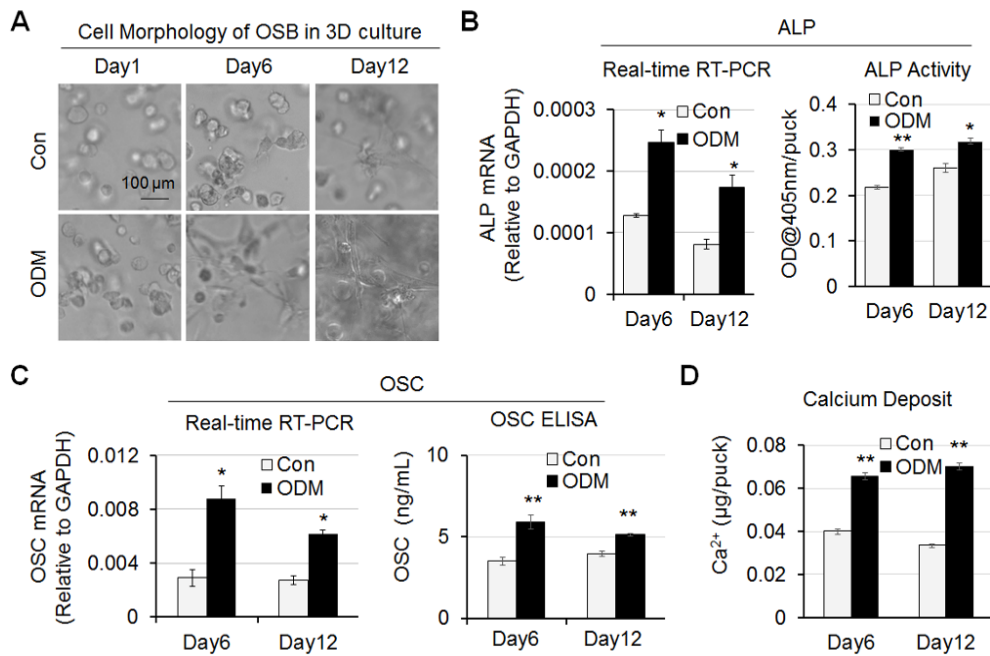 A
Cell Morphology of OSB in 3D culture
Day1 Day6 Day12
Con
100 µm
ODM
B
ALP
Real-time RT-PCR
ALP mRNA
(Relative to GAPDH)
0.0003
0.0002
0.0001
0
Con
ODM
*
*
Day6 Day12
ALP Activity
OD@405nm/puck
0.4
0.3
0.2
0.1
0
Con
ODM
**
*
Day6 Day12
C
OSC
Real-time RT-PCR
OSC mRNA
(Relative to GAPDH)
0.012
0.008
0.004
0
Con
ODM
*
*
Day6 Day12
OSC ELISA
OSC (ng/mL)
10
5
0
Con
ODM
**
**
Day6 Day12
D
Calcium Deposit
Ca²⁺ (µg/puck)
0.08
0.06
0.04
0.02
0
Con
ODM
**
**
Day6 Day12